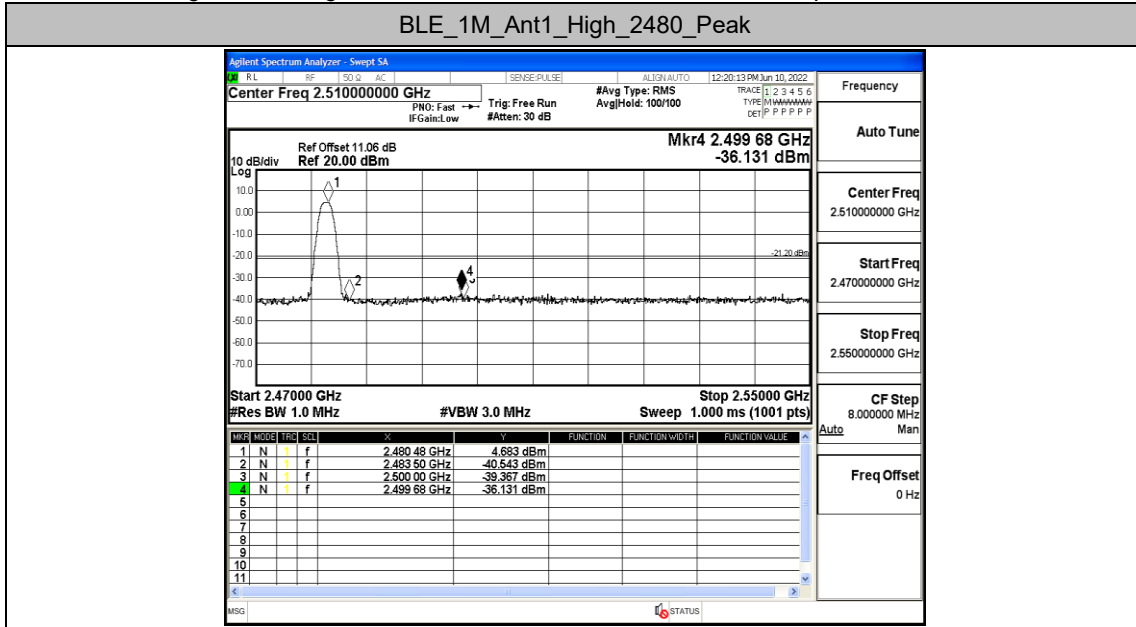 BLE_1M_Ant1_High_2480_Peak
Agilent Spectrum Analyzer - Swept SA
RL RF 50 Ω AC SENSE:PULSE ALIGN AUTO 12:20:13 PM Jun 10, 2022
Center Freq 2.510000000 GHz #Avg Type: RMS TRACE 1 2 3 4 5 6
PNO: Fast Trig: Free Run Avg|Hold: 100/100 TYPE M
IFGain:Low #Atten: 30 dB DET P P P P P P
Mkr4 2.499 68 GHz
-36.131 dBm
Ref Offset 11.06 dB
10 dB/div Ref 20.00 dBm
Log
10.0
0.00
-10.0
-20.0
-30.0
-40.0
-50.0
-60.0
-70.0
1
2
4
-21.20 dBm
Start 2.47000 GHz Stop 2.55000 GHz
#Res BW 1.0 MHz #VBW 3.0 MHz Sweep 1.000 ms (1001 pts)
MKR MODE TRC SCL X Y FUNCTION FUNCTION WIDTH FUNCTION VALUE
1 N 1 f 2.480 48 GHz 4.683 dBm
2 N 1 f 2.483 50 GHz -40.543 dBm
3 N 1 f 2.500 00 GHz -39.367 dBm
4 N 1 f 2.499 68 GHz -36.131 dBm
5
6
7
8
9
10
11
MSG STATUS
Frequency
Auto Tune
Center Freq
2.510000000 GHz
Start Freq
2.470000000 GHz
Stop Freq
2.550000000 GHz
CF Step
8.000000 MHz
Auto Man
Freq Offset
0 Hz